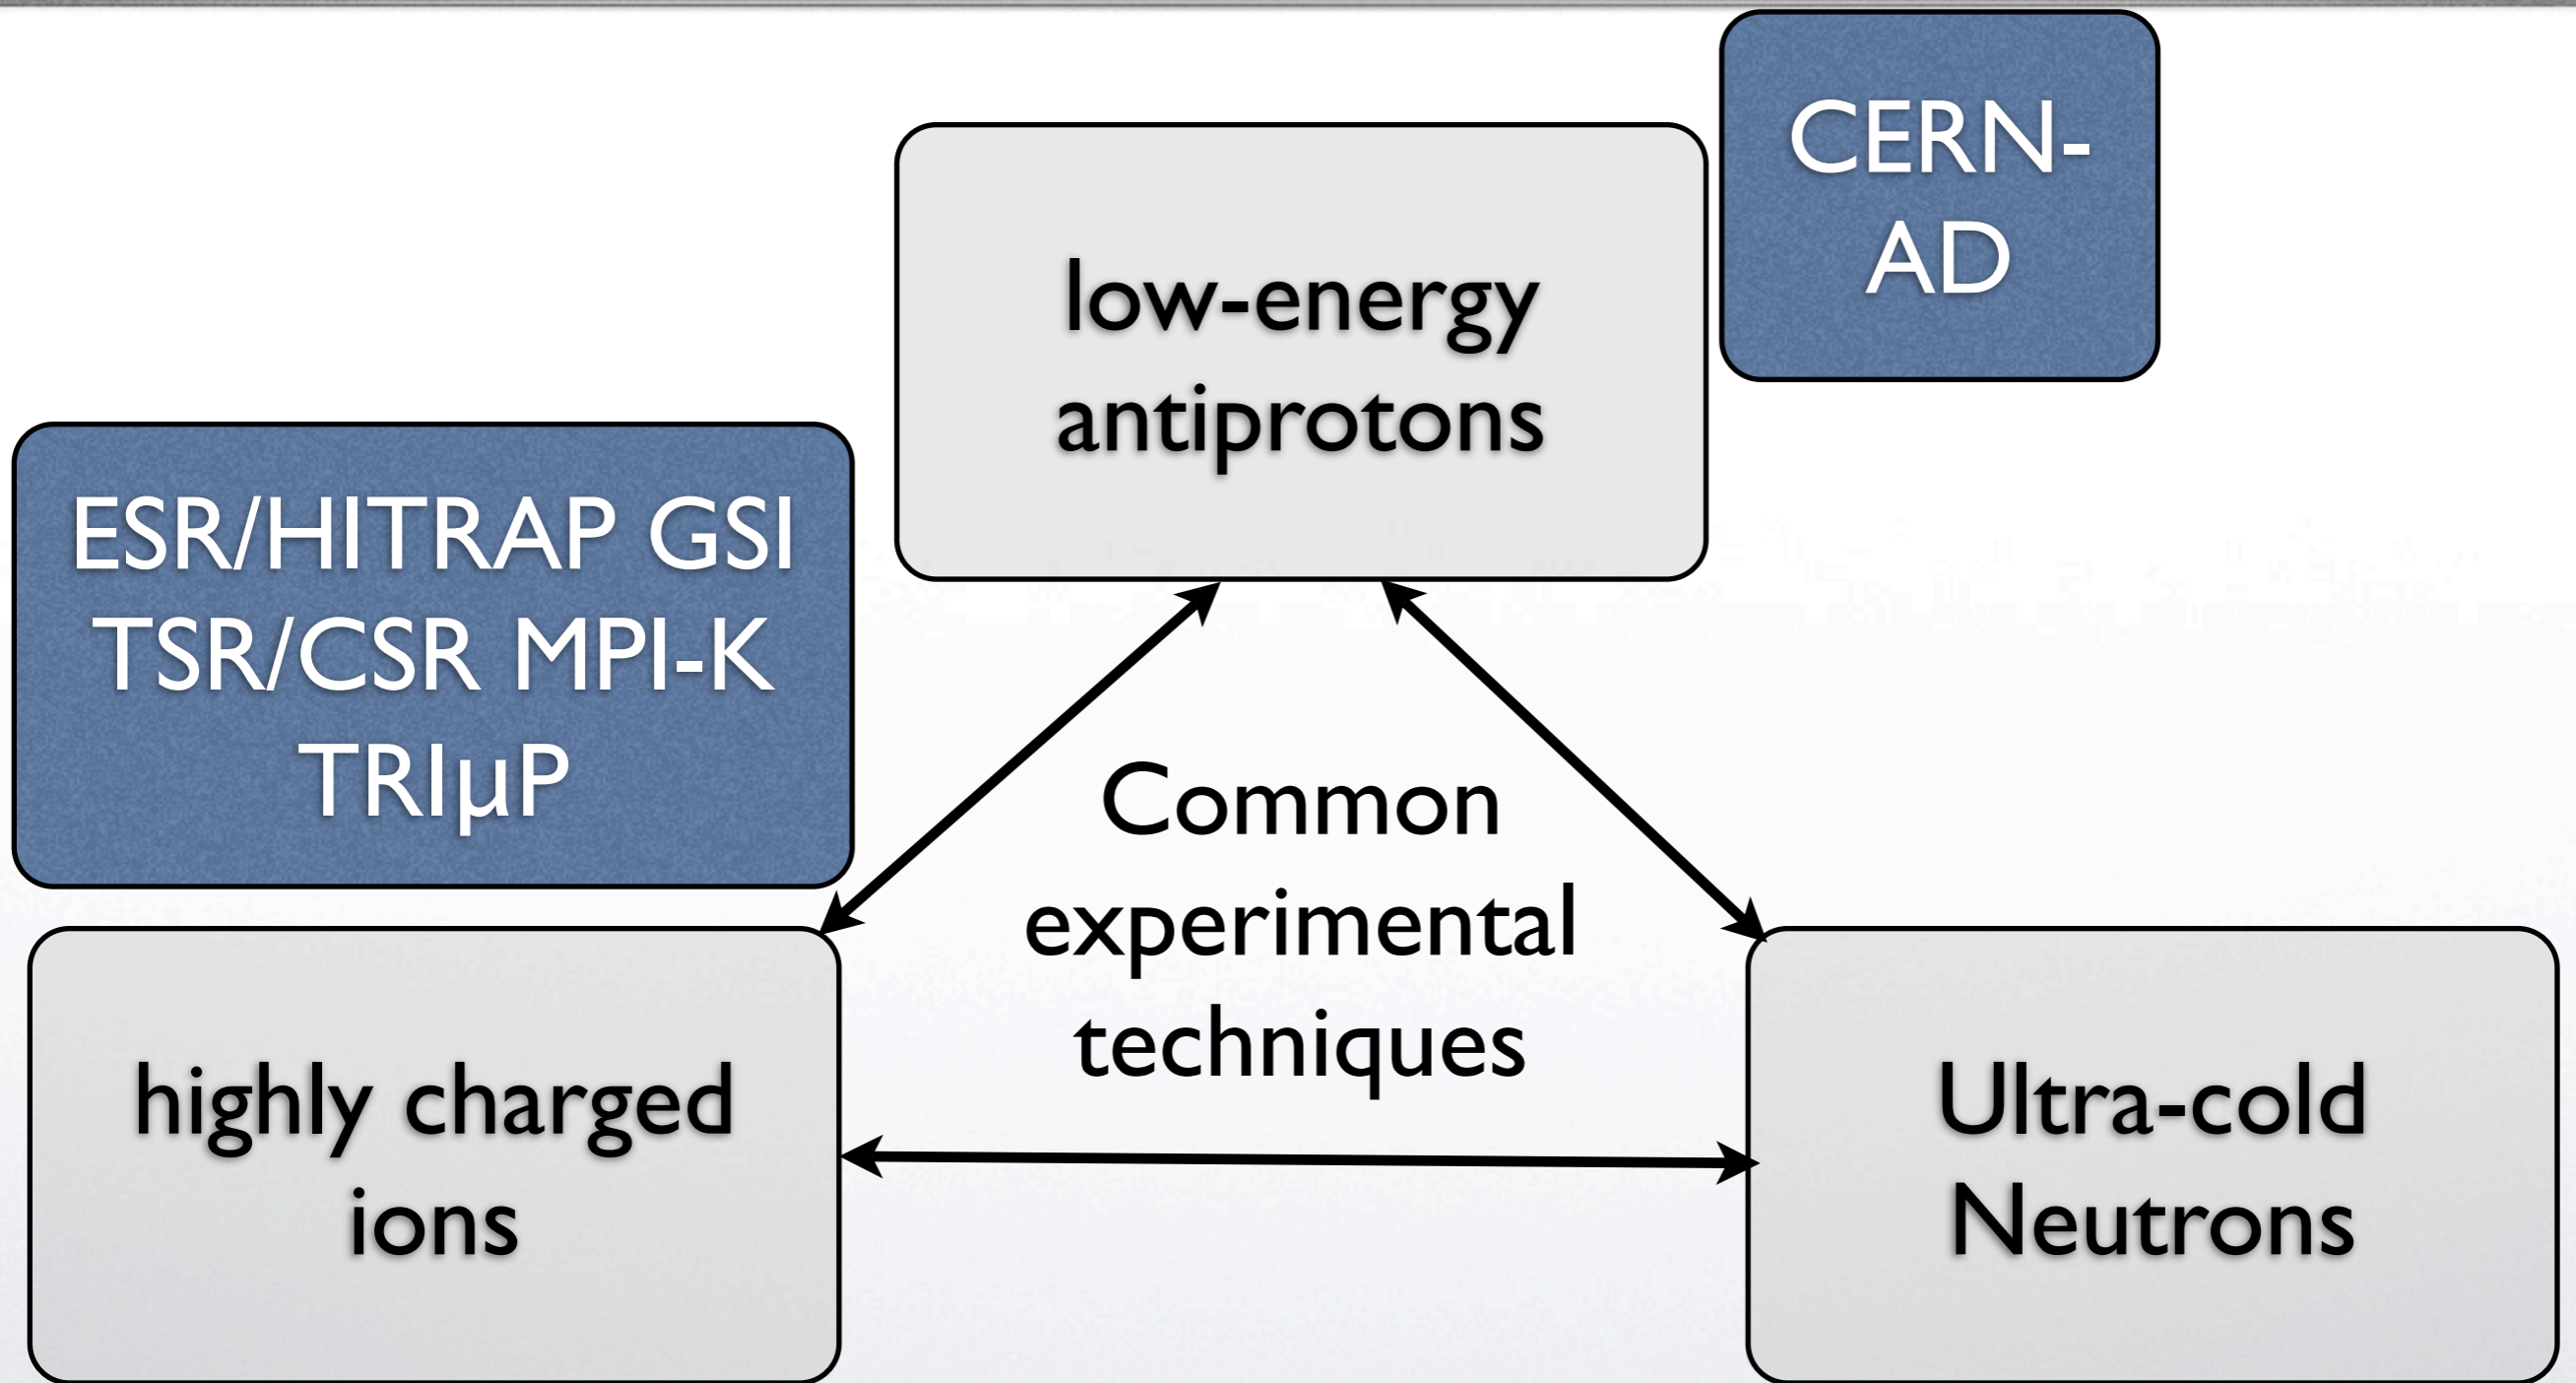 CERN-
AD
low-energy
antiprotons
ESR/HITRAP GSI
TSR/CSR MPI-K
TRIμP
Common
experimental
techniques
highly charged
ions
Ultra-cold
Neutrons